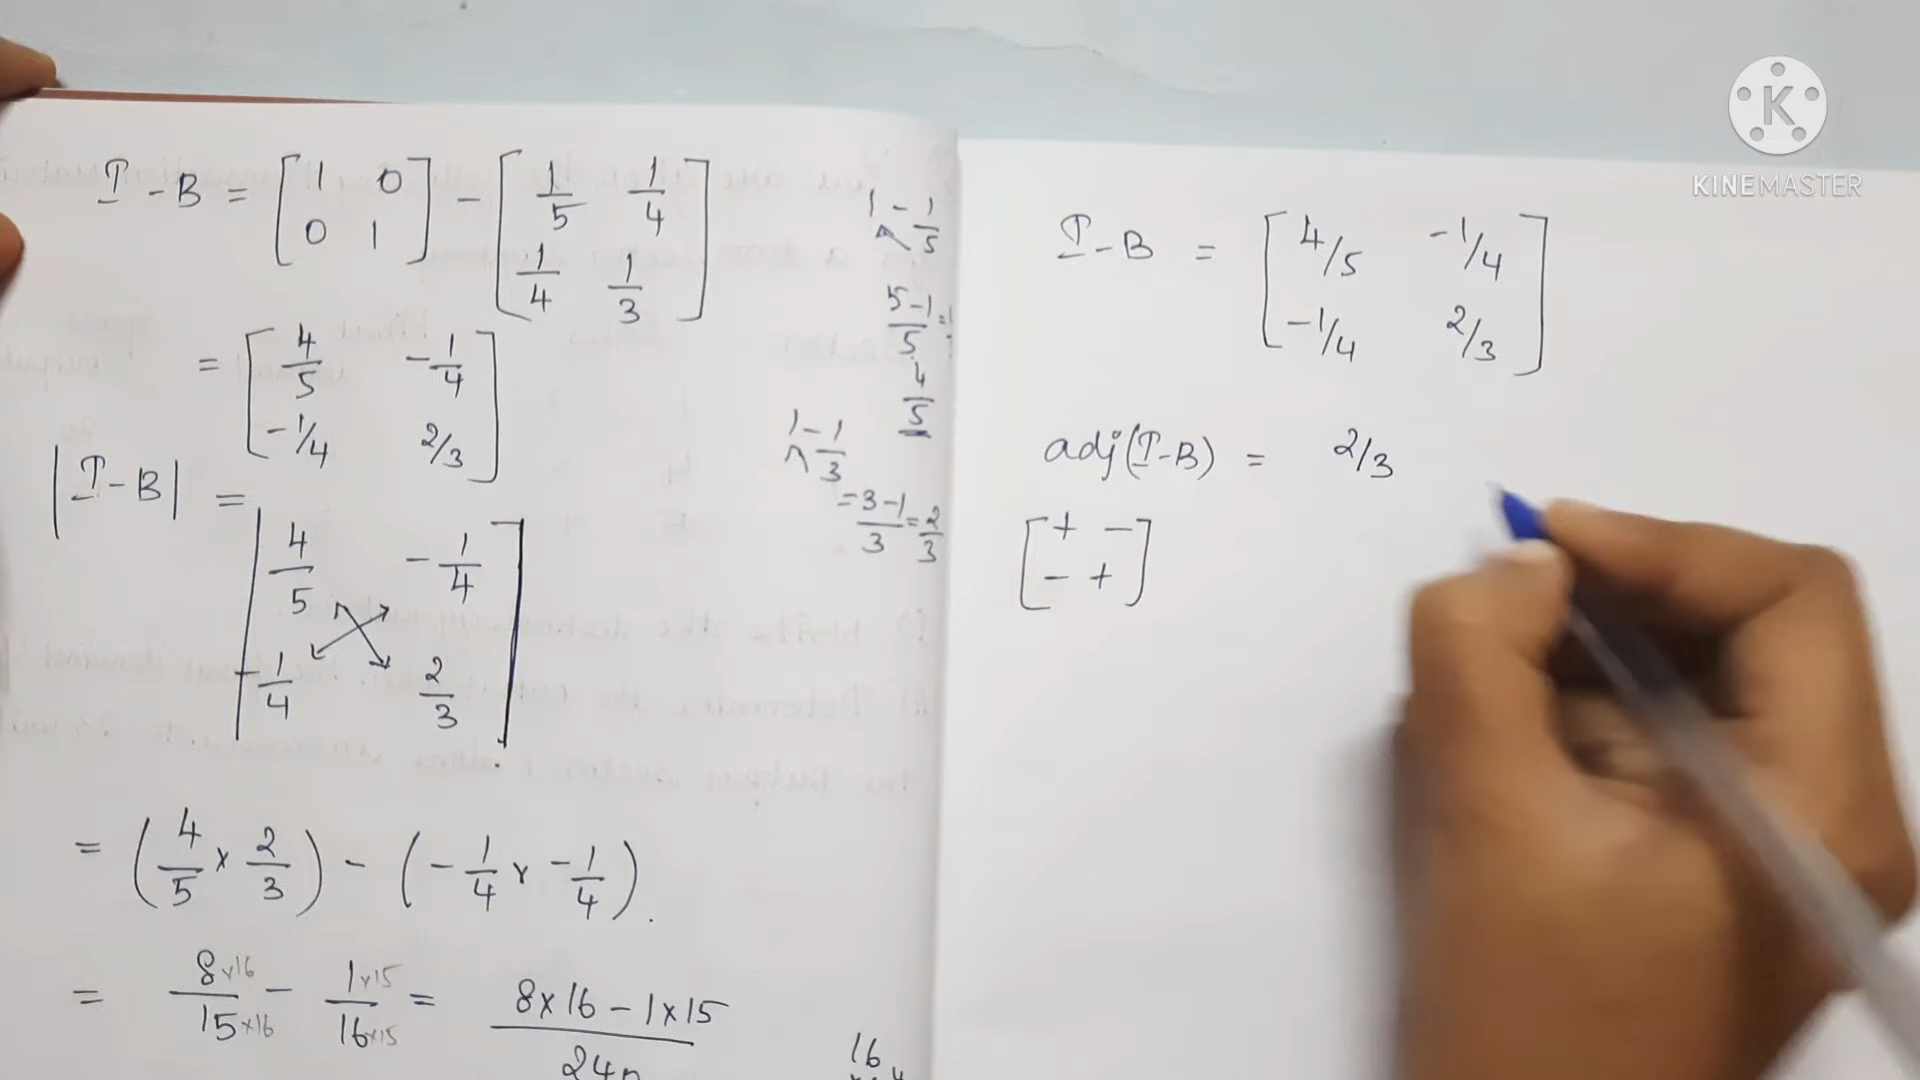 I - B = [1 0 0 1] - [1/5 1/4 1/4 1/3]
= [4/5 -1/4 -1/4 2/3]
|I - B| =
|4/5 -1/4 -1/4 2/3|
= (4/5 × 2/3) - (-1/4 × -1/4).
= 8×16/15×16 - 1×15/16×15 = 8×16 - 1×15/240
1 - 1/5
5-1/5 =
4/5
1 - 1/3
= 3-1/3 = 2/3
16
I - B = [4/5 -1/4 -1/4 2/3]
adj(I-B) = 2/3
[+ - - +]
KINEMASTER